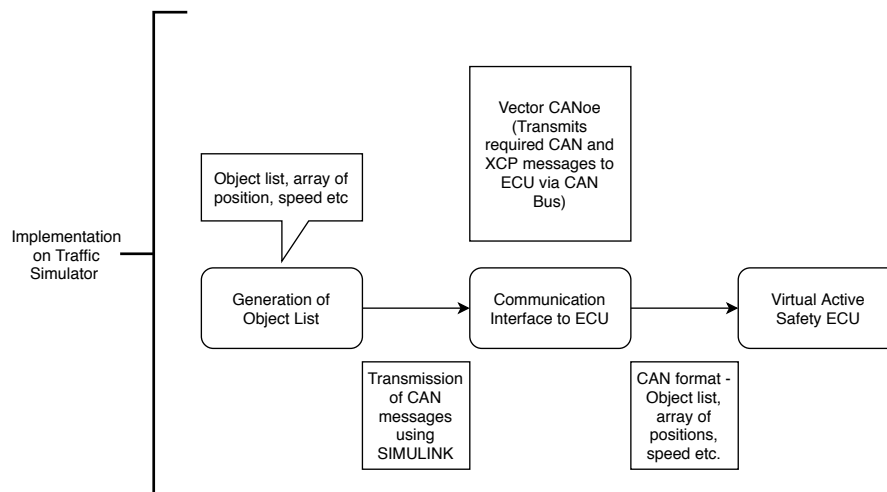 Implementation
on Traffic
Simulator
Object list, array of
position, speed etc
Vector CANoe
(Transmits
required CAN and
XCP messages to
ECU via CAN
Bus)
Generation of
Object List
Communication
Interface to ECU
Virtual Active
Safety ECU
Transmission
of CAN
messages
using
SIMULINK
CAN format -
Object list,
array of
positions,
speed etc.